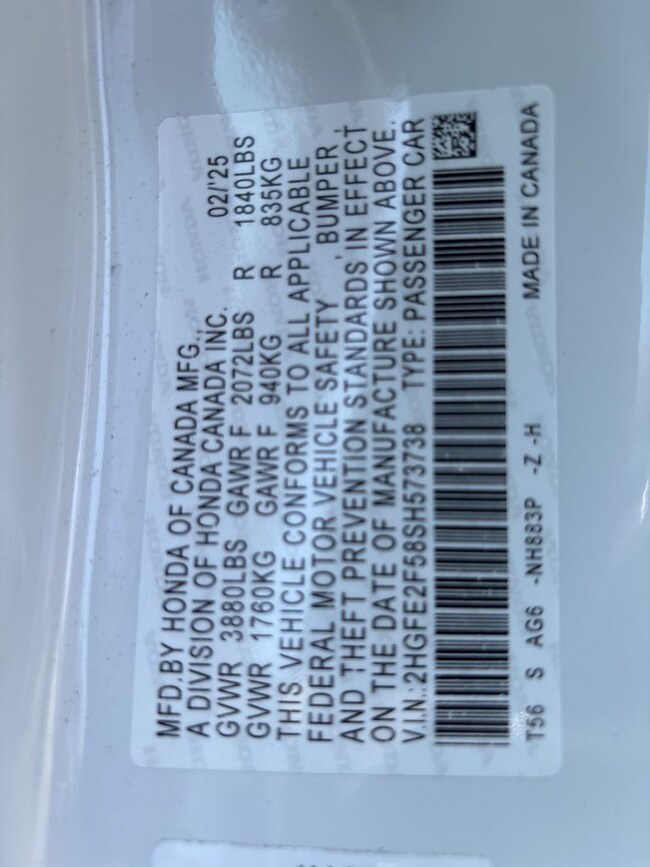 MFD.BY HONDA OF CANADA MFG., 02/'25
A DIVISION OF HONDA CANADA INC.
GVWR 3880LBS GAWR F 2072LBS R 1840LBS
GVWR 1760KG GAWR F 940KG R 835KG
THIS VEHICLE CONFORMS TO ALL APPLICABLE
FEDERAL MOTOR VEHICLE SAFETY , BUMPER ,
AND THEFT PREVENTION STANDARDS IN EFFECT
ON THE DATE OF MANUFACTURE SHOWN ABOVE.
V.I.N.:2HGFE2F58SH573738 TYPE: PASSENGER CAR
T56 S AG6 -NH883P -Z -H MADE IN CANADA